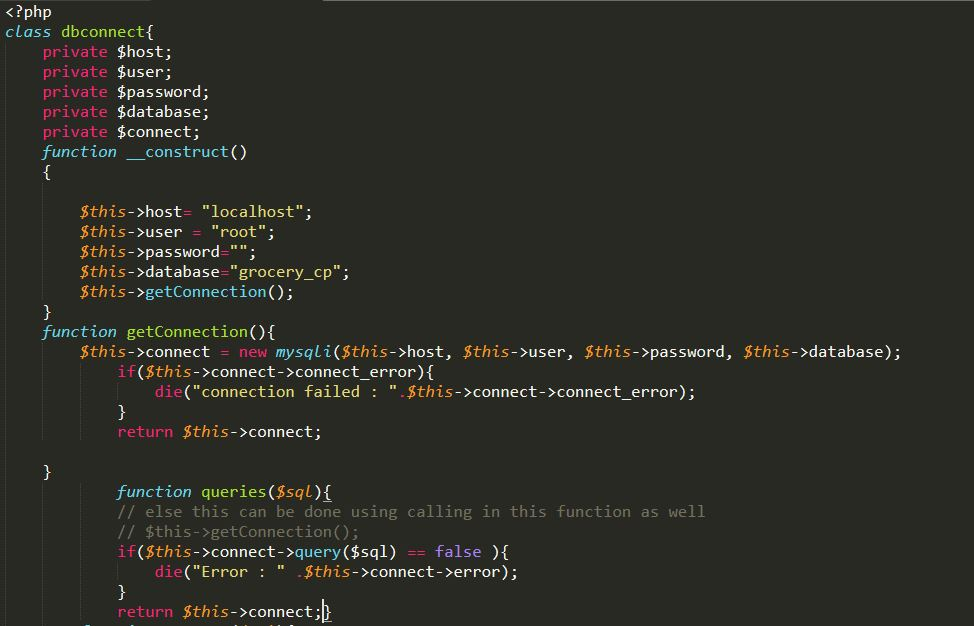 <?php
class dbconnect{
    private $host;
    private $user;
    private $password;
    private $database;
    private $connect;
    function __construct()
    {
        $this->host= "localhost";
        $this->user = "root";
        $this->password="";
        $this->database="grocery_cp";
        $this->getConnection();
    }
    function getConnection(){
        $this->connect = new mysqli($this->host, $this->user, $this->password, $this->database);
            if($this->connect->connect_error){
                die("connection failed : ".$this->connect->connect_error);
            }
            return $this->connect;
    }
            function queries($sql){
            // else this can be done using calling in this function as well
            // $this->getConnection();
            if($this->connect->query($sql) == false ){
                die("Error : " .$this->connect->error);
            }
            return $this->connect;}